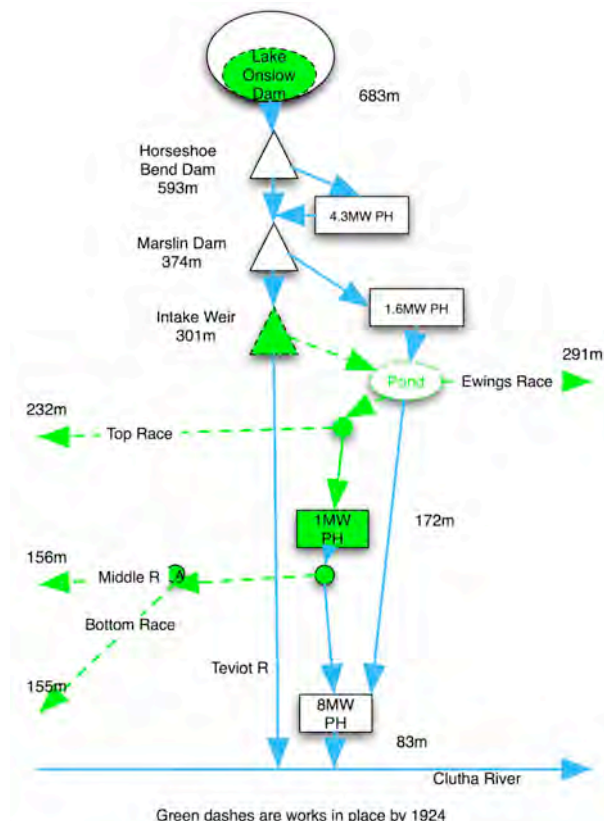 Lake
Onslow
Dam
683m
Horseshoe
Bend Dam
593m
4.3MW PH
Marslin Dam
374m
1.6MW PH
Intake Weir
301m
291m
Pond
Ewings Race
232m
Top Race
1MW
PH
172m
156m
Middle R
A
Bottom Race
Teviot R
155m
8MW
PH
83m
Clutha River
Green dashes are works in place by 1924